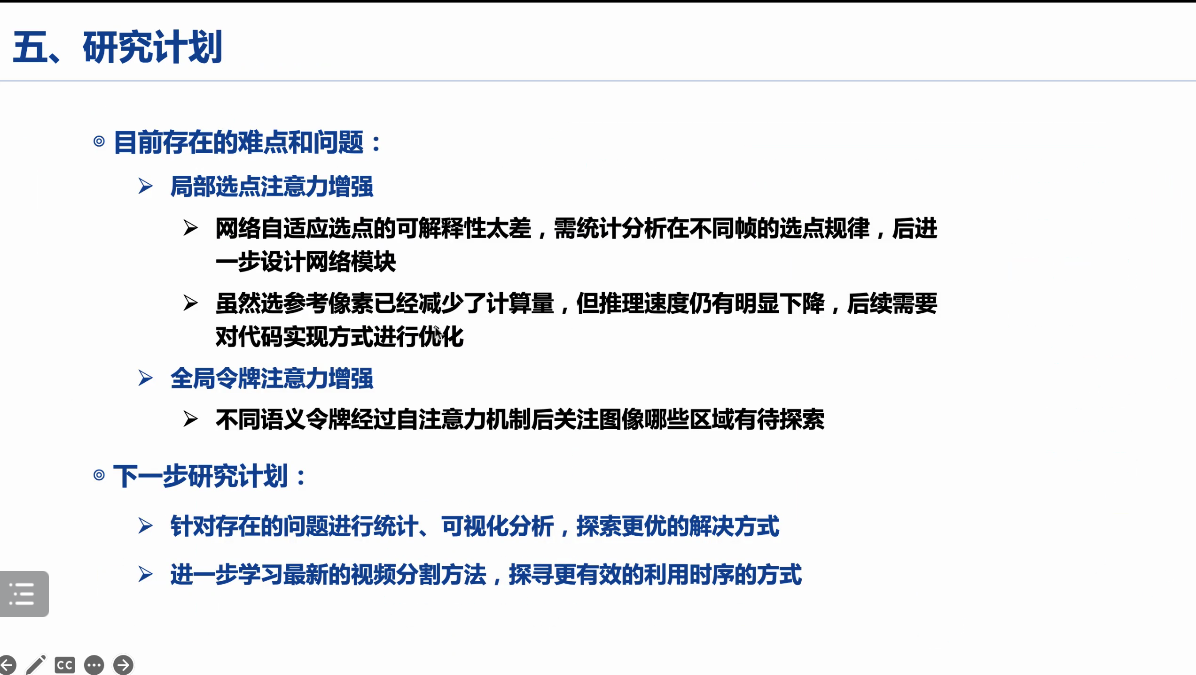 五、研究计划
目前存在的难点和问题：
局部选点注意力增强
网络自适应选点的可解释性太差，需统计分析在不同帧的选点规律，后进
一步设计网络模块
虽然选参考像素已经减少了计算量，但推理速度仍有明显下降，后续需要
对代码实现方式进行优化
全局令牌注意力增强
不同语义令牌经过自注意力机制后关注图像哪些区域有待探索
下一步研究计划：
针对存在的问题进行统计、可视化分析，探索更优的解决方式
进一步学习最新的视频分割方法，探寻更有效的利用时序的方式
CC